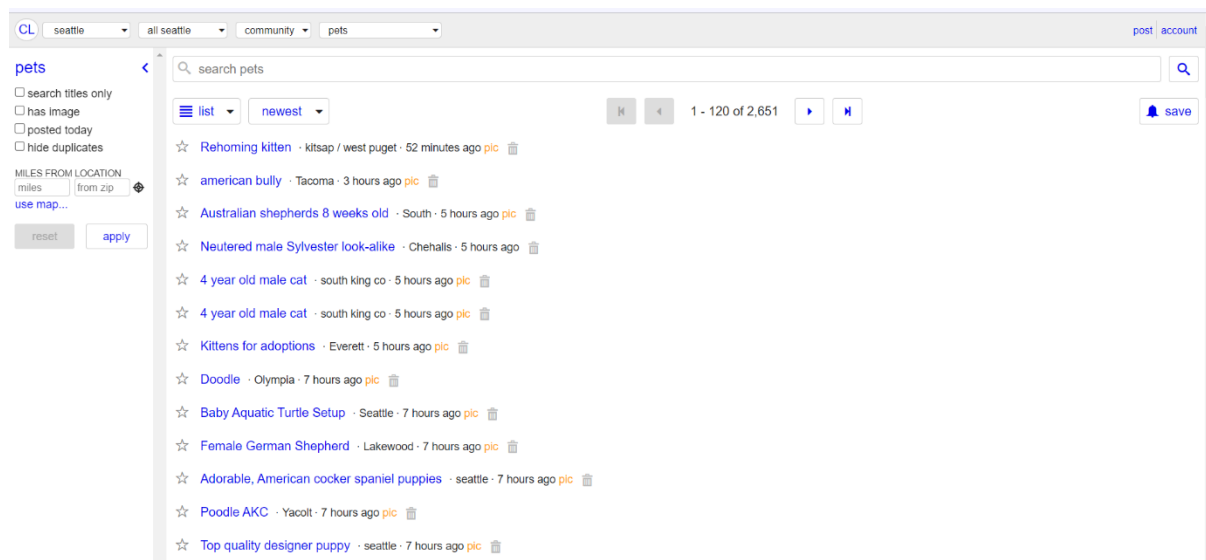 CL seattle all seattle community pets post account
pets
search titles only
has image
posted today
hide duplicates
MILES FROM LOCATION
miles from zip
use map...
reset apply
search pets
list newest 1 - 120 of 2,651 save
Rehoming kitten · kitsap / west puget · 52 minutes ago pic
american bully · Tacoma · 3 hours ago pic
Australian shepherds 8 weeks old · South · 5 hours ago pic
Neutered male Sylvester look-alike · Chehalis · 5 hours ago
4 year old male cat · south king co · 5 hours ago pic
4 year old male cat · south king co · 5 hours ago pic
Kittens for adoptions · Everett · 5 hours ago pic
Doodle · Olympia · 7 hours ago pic
Baby Aquatic Turtle Setup · Seattle · 7 hours ago pic
Female German Shepherd · Lakewood · 7 hours ago pic
Adorable, American cocker spaniel puppies · seattle · 7 hours ago pic
Poodle AKC · Yacolt · 7 hours ago pic
Top quality designer puppy · seattle · 7 hours ago pic